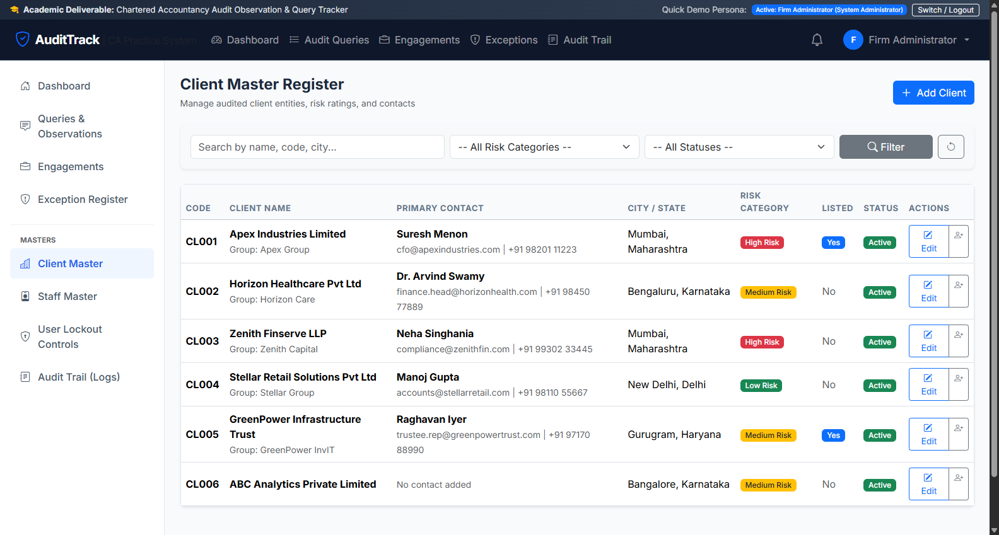 Academic Deliverable: Chartered Accountancy Audit Observation & Query Tracker
Quick Demo Persona: Active: Firm Administrator (System Administrator) Switch / Logout
AuditTrack | CA Practice System Dashboard Audit Queries Engagements Exceptions Audit Trail F Firm Administrator
Dashboard
Queries &
Observations
Engagements
Exception Register
MASTERS
Client Master
Staff Master
User Lockout
Controls
Audit Trail (Logs)
Client Master Register
Manage audited client entities, risk ratings, and contacts
+ Add Client
Search by name, code, city... -- All Risk Categories -- -- All Statuses -- Filter
CODE CLIENT NAME PRIMARY CONTACT CITY / STATE RISK CATEGORY LISTED STATUS ACTIONS
CL001 Apex Industries Limited Suresh Menon Mumbai, Maharashtra High Risk Yes Active Edit
Group: Apex Group cfo@apexindustries.com | +91 98201 11223
CL002 Horizon Healthcare Pvt Ltd Dr. Arvind Swamy Bengaluru, Karnataka Medium Risk No Active Edit
Group: Horizon Care finance.head@horizonhealth.com | +91 98450
77889
CL003 Zenith Finserve LLP Neha Singhania Mumbai, Maharashtra High Risk No Active Edit
Group: Zenith Capital compliance@zenithfin.com | +91 99302 33445
CL004 Stellar Retail Solutions Pvt Ltd Manoj Gupta New Delhi, Delhi Low Risk No Active Edit
Group: Stellar Group accounts@stellarretail.com | +91 98110 55667
CL005 GreenPower Infrastructure Trust Raghavan Iyer Gurugram, Haryana Medium Risk Yes Active Edit
Group: GreenPower InvIT trustee.rep@greenpowertrust.com | +91 97170
88990
CL006 ABC Analytics Private Limited No contact added Bangalore, Karnataka Medium Risk No Active Edit